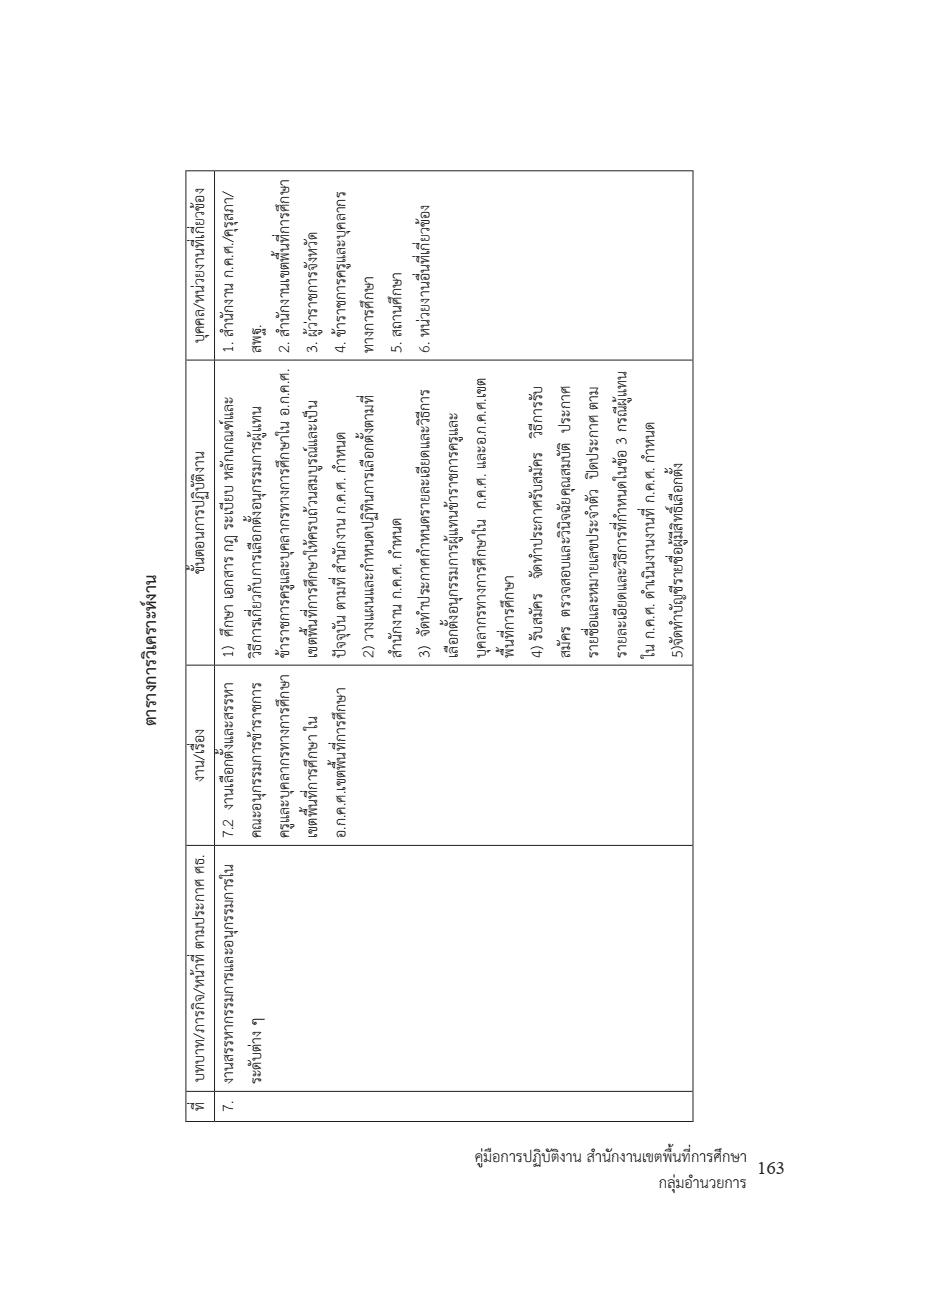 ตารางการวิเคราะห์งาน
ที่
บทบาท/ภารกิจ/หน้าที่ ตามประกาศ ศธ.
งาน/เรื่อง
ขั้นตอนการปฏิบัติงาน
บุคคล/หน่วยงานที่เกี่ยวข้อง
7.
งานสรรหากรรมการและอนุกรรมการใน
ระดับต่าง ๆ
7.2 งานเลือกตั้งและสรรหา
คณะอนุกรรมการข้าราชการ
ครูและบุคลากรทางการศึกษา
เขตพื้นที่การศึกษา ใน
อ.ก.ค.ศ.เขตพื้นที่การศึกษา
1) ศึกษา เอกสาร กฎ ระเบียบ หลักเกณฑ์และ
วิธีการเกี่ยวกับการเลือกตั้งอนุกรรมการผู้แทน
ข้าราชการครูและบุคลากรทางการศึกษาใน อ.ก.ค.ศ.
เขตพื้นที่การศึกษาให้ครบถ้วนสมบูรณ์และเป็น
ปัจจุบัน ตามที่ สำนักงาน ก.ค.ศ. กำหนด
2) วางแผนและกำหนดปฏิทินการเลือกตั้งตามที่
สำนักงาน ก.ค.ศ. กำหนด
3) จัดทำประกาศกำหนดรายละเอียดและวิธีการ
เลือกตั้งอนุกรรมการผู้แทนข้าราชการครูและ
บุคลากรทางการศึกษาใน ก.ค.ศ. และอ.ก.ค.ศ.เขต
พื้นที่การศึกษา
4) รับสมัคร จัดทำประกาศรับสมัคร วิธีการรับ
สมัคร ตรวจสอบและวินิจฉัยคุณสมบัติ ประกาศ
รายชื่อและหมายเลขประจำตัว ปิดประกาศ ตาม
รายละเอียดและวิธีการที่กำหนดในข้อ 3 กรณีผู้แทน
ใน ก.ค.ศ. ดำเนินงานงานที่ ก.ค.ศ. กำหนด
5)จัดทำบัญชีรายชื่อผู้มีสิทธิ์เลือกตั้ง
1. สำนักงาน ก.ค.ศ./คุรุสภา/
สพฐ.
2. สำนักงานเขตพื้นที่การศึกษา
3. ผู้ว่าราชการจังหวัด
4. ข้าราชการครูและบุคลากร
ทางการศึกษา
5. สถานศึกษา
6. หน่วยงานอื่นที่เกี่ยวข้อง
คู่มือการปฏิบัติงาน สำนักงานเขตพื้นที่การศึกษา
กลุ่มอำนวยการ
163